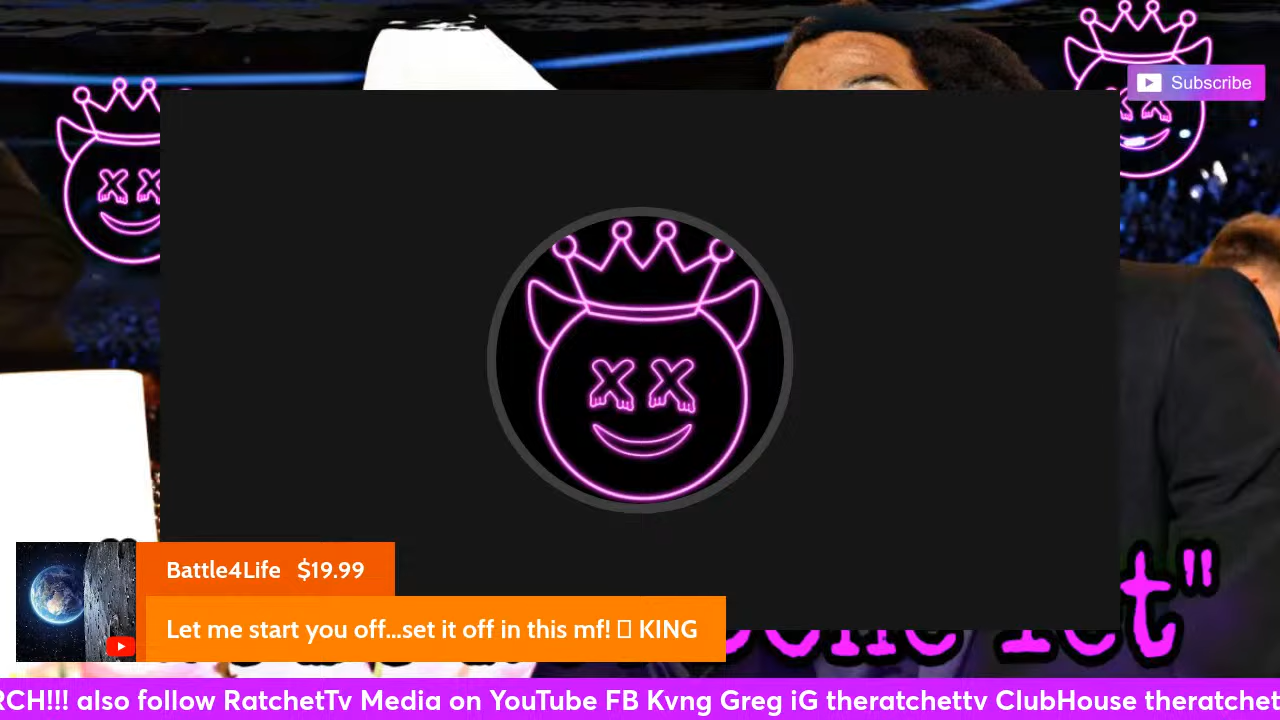 Subscribe
Battle4Life $19.99
Let me start you off...set it off in this mf! KING
RCH!!! also follow RatchetTv Media on YouTube FB Kvng Greg iG theratchettv ClubHouse theratchet